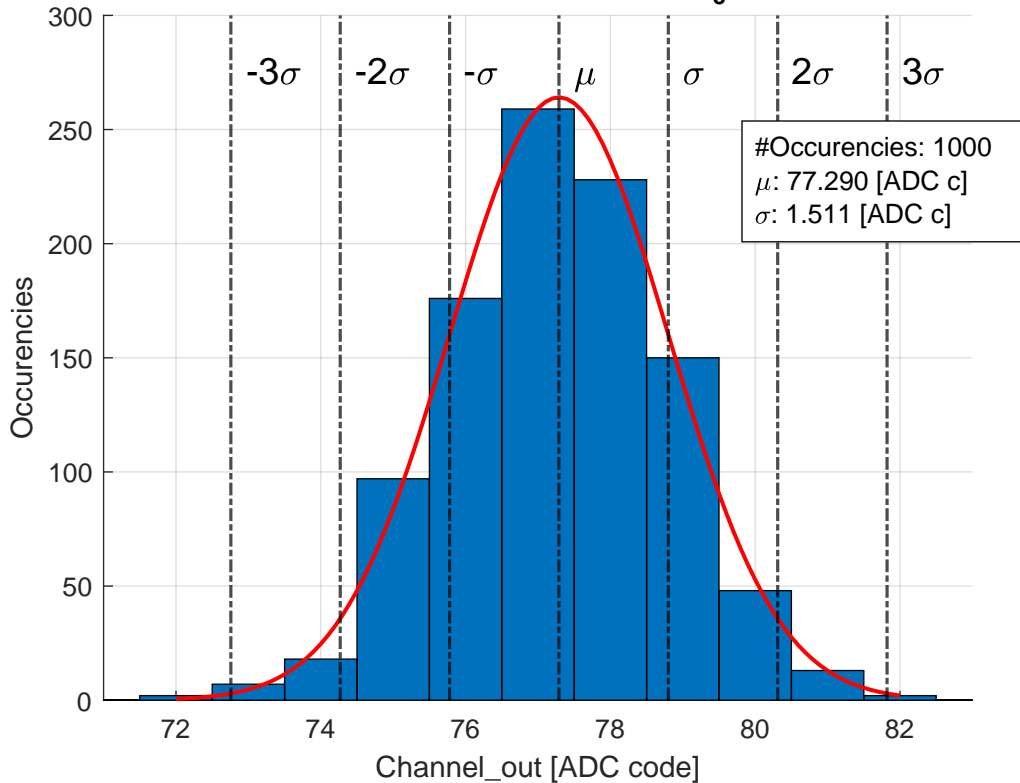 300
250
200
150
100
50
0
-3σ
-2σ
-σ
μ
σ
2σ
3σ
#Occurencies: 1000
μ: 77.290 [ADC c]
σ: 1.511 [ADC c]
Occurencies
72
74
76
78
80
82
Channel_out [ADC code]